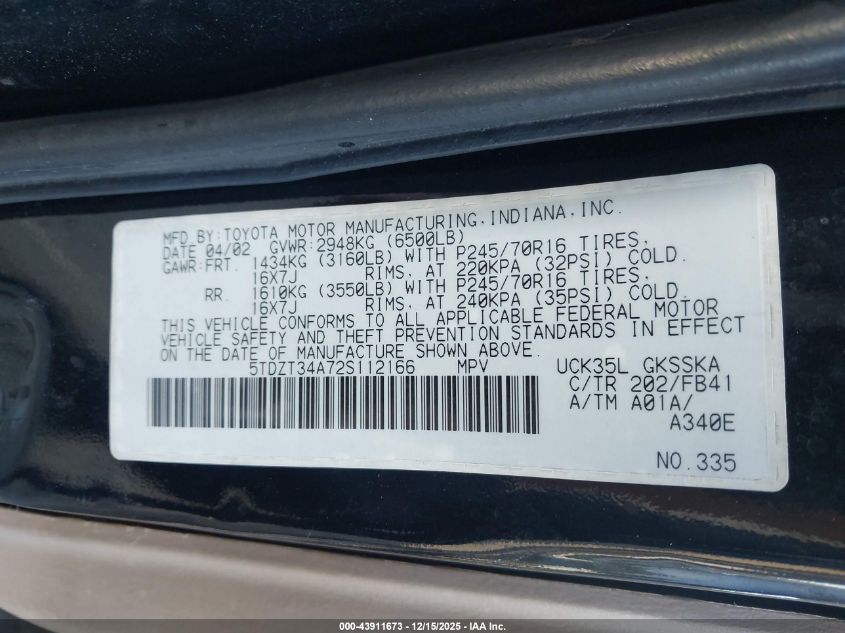 MFD.BY:TOYOTA MOTOR MANUFACTURING,INDIANA,INC.
DATE 04/02 GVWR:2948KG (6500LB)
GAWR:FRT. 1434KG (3160LB) WITH P245/70R16 TIRES,
16X7J RIMS, AT 220KPA (32PSI) COLD.
RR. 1610KG (3550LB) WITH P245/70R16 TIRES,
16X7J RIMS, AT 240KPA (35PSI) COLD.
THIS VEHICLE CONFORMS TO ALL APPLICABLE FEDERAL MOTOR
VEHICLE SAFETY AND THEFT PREVENTION STANDARDS IN EFFECT
ON THE DATE OF MANUFACTURE SHOWN ABOVE.
5TDZT34A72S112166 MPV UCK35L GKSSKA
C/TR 202/FB41
A/TM A01A/
A340E
NO.335
000-43911673 - 12/15/2025 - IAA Inc.